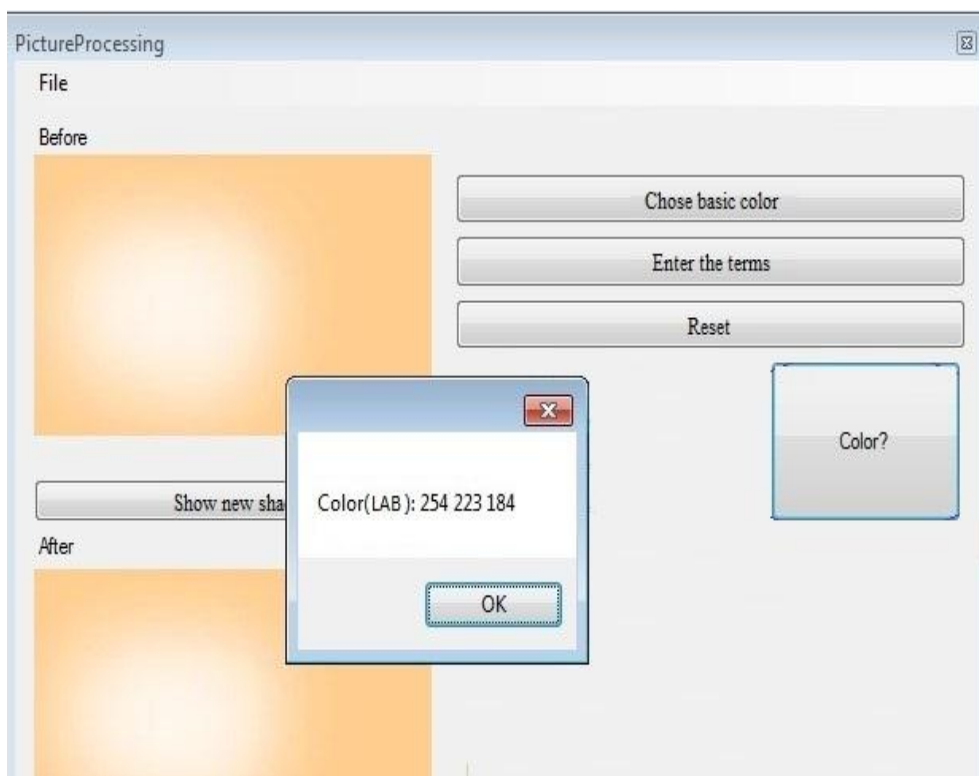 PictureProcessing
File
Before
Chose basic color
Enter the terms
Reset
Color?
Show new sha
Color(LAB): 254 223 184
OK
After